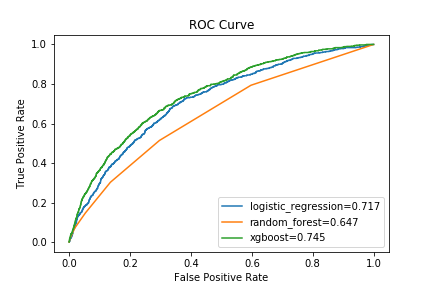 ROC Curve
True Positive Rate
1.0
0.8
0.6
0.4
0.2
0.0
logistic_regression=0.717
random_forest=0.647
xgboost=0.745
0.0 0.2 0.4 0.6 0.8 1.0
False Positive Rate